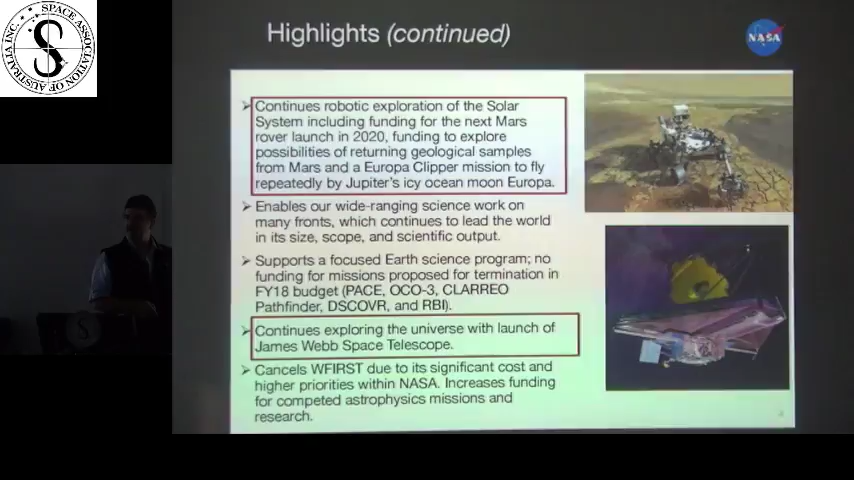 SPACE ASSOCIATION OF AUSTRALIA INC.
S
Highlights (continued)
NASA
➢ Continues robotic exploration of the Solar
System including funding for the next Mars
rover launch in 2020, funding to explore
possibilities of returning geological samples
from Mars and a Europa Clipper mission to fly
repeatedly by Jupiter's icy ocean moon Europa.
➢ Enables our wide-ranging science work on
many fronts, which continues to lead the world
in its size, scope, and scientific output.
➢ Supports a focused Earth science program; no
funding for missions proposed for termination in
FY18 budget (PACE, OCO-3, CLARREO
Pathfinder, DSCOVR, and RBI).
➢ Continues exploring the universe with launch of
James Webb Space Telescope.
➢ Cancels WFIRST due to its significant cost and
higher priorities within NASA. Increases funding
for competed astrophysics missions and
research.